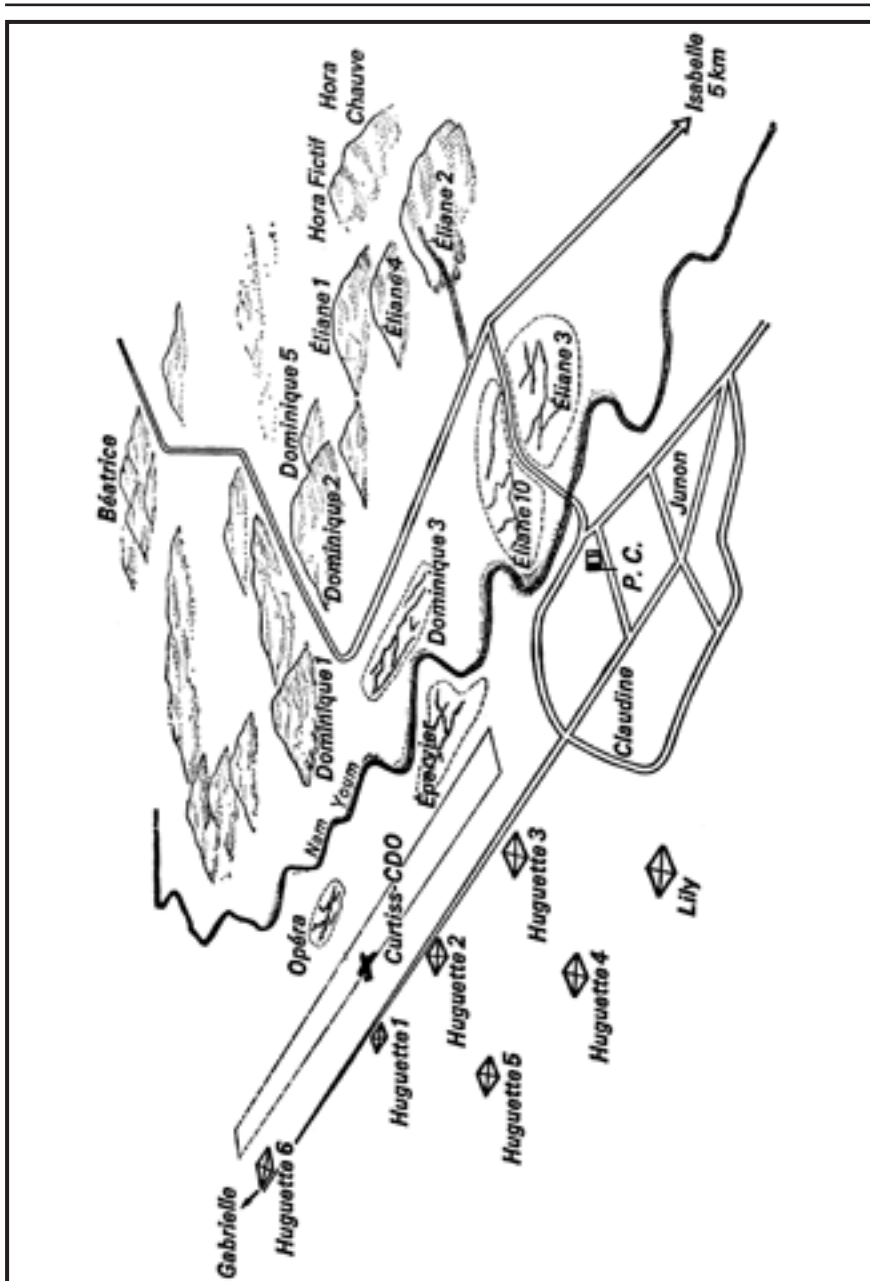 Béatrice
Hora
Chauve
Hora Fictif
Éliane 1
Éliane 4
Éliane 2
Dominique 5
Dominique 2
Dominique 1
Dominique 3
Isabelle
5 km
Éliane 10
Éliane 3
Nam Youm
Opéra
Épervier
Curtiss-CDO
P. C.
Junon
Claudine
Gabrielle
Huguette 6
Huguette 1
Huguette 2
Huguette 3
Huguette 5
Huguette 4
Lily